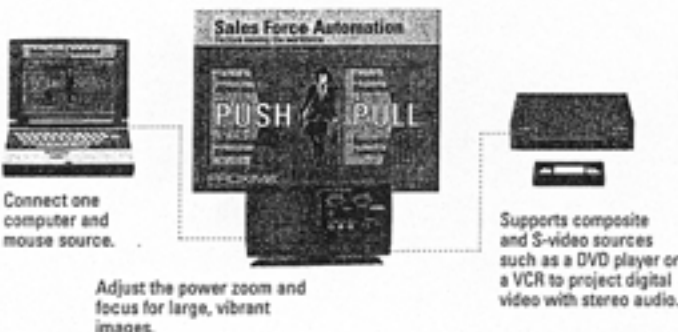 Sales Force Automation
PUSH PULL
Connect one
computer and
mouse source.
Adjust the power zoom and
focus for large, vibrant
images.
Supports composite
and S-video sources
such as a DVD player or
a VCR to project digital
video with stereo audio.